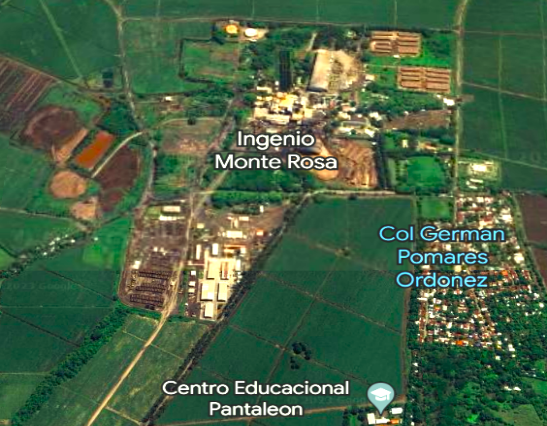 Ingenio
Monte Rosa
Col German
Pomares
Ordonez
Centro Educacional
Pantaleon